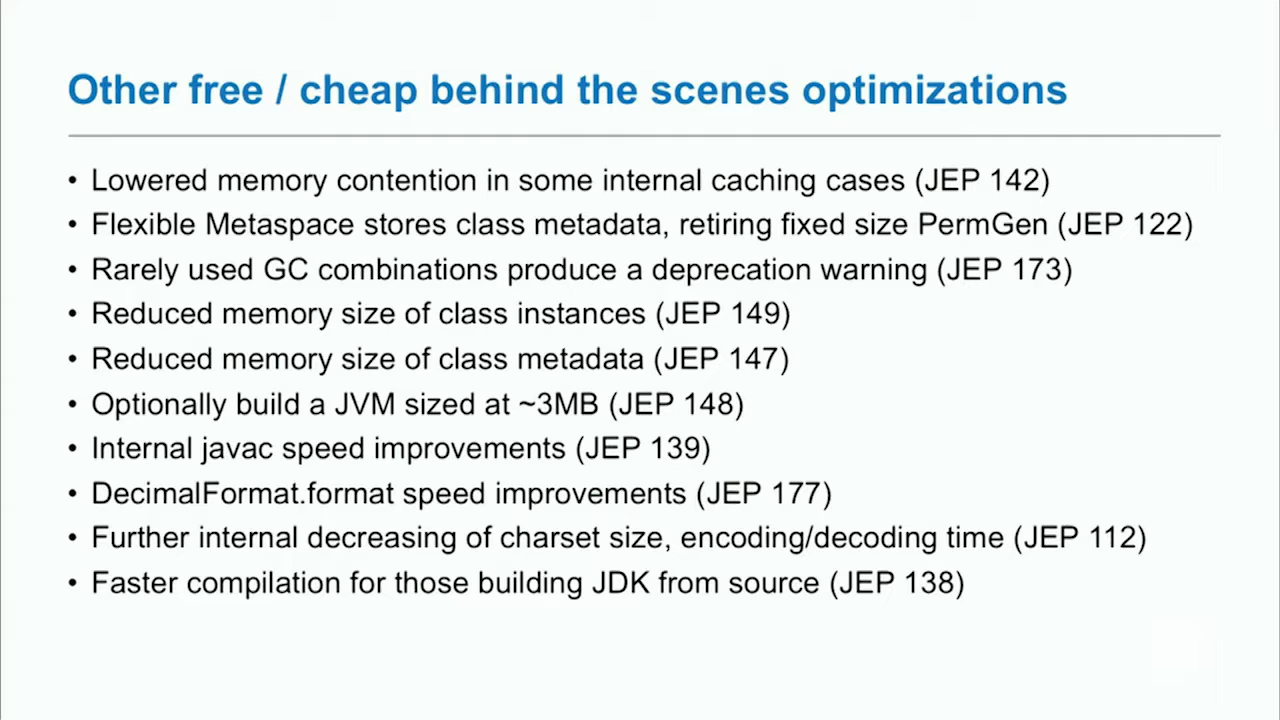 Other free / cheap behind the scenes optimizations
• Lowered memory contention in some internal caching cases (JEP 142)
• Flexible Metaspace stores class metadata, retiring fixed size PermGen (JEP 122)
• Rarely used GC combinations produce a deprecation warning (JEP 173)
• Reduced memory size of class instances (JEP 149)
• Reduced memory size of class metadata (JEP 147)
• Optionally build a JVM sized at ~3MB (JEP 148)
• Internal javac speed improvements (JEP 139)
• DecimalFormat.format speed improvements (JEP 177)
• Further internal decreasing of charset size, encoding/decoding time (JEP 112)
• Faster compilation for those building JDK from source (JEP 138)